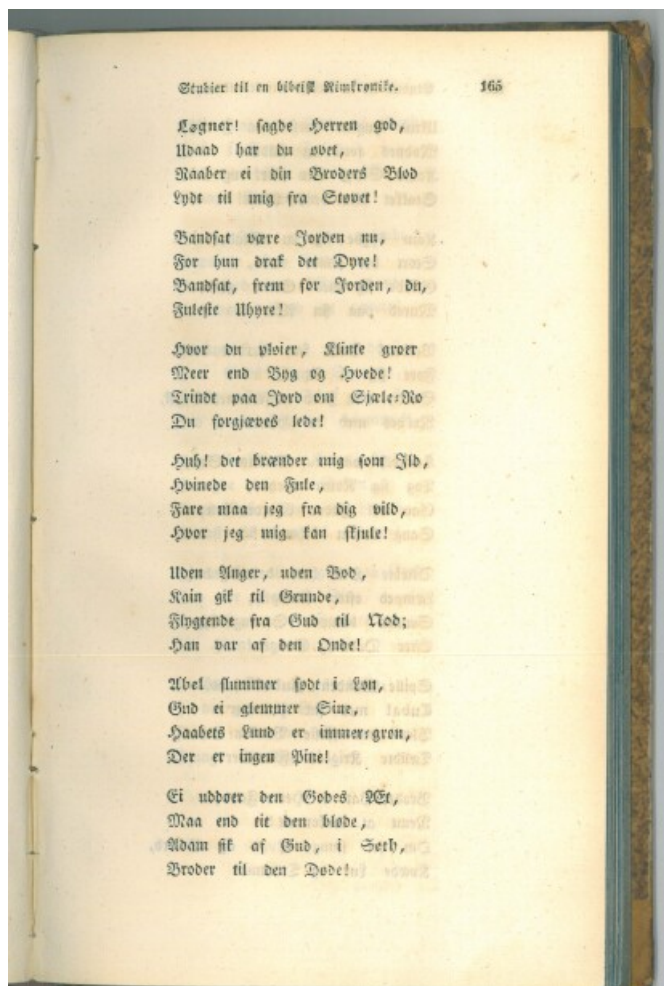 Studier til en bibelsk Rimkrønike. 165
Løgner! sagde Herren god,
Udaad har du øvet,
Raaber ei din Broders Blod
Lydt til mig fra Støvet!
Bandsat være Jorden nu,
For hun drak det Dyre!
Bandsat, frem for Jorden, du,
Fuleste Uhyre!
Hvor du pløier, Klinte groer
Meer end Byg og Hvede!
Trindt paa Jord om Sjæle-Ro
Du forgjæves lede!
Huh! det brænder mig som Ild,
Hvinede den Fule,
Fare maa jeg fra dig vild,
Hvor jeg mig kan skjule!
Uden Anger, uden Bod,
Kain gik til Grunde,
Flygtende fra Gud til Nod;
Han var af den Onde!
Abel slummer sødt i Løn,
Gud ei glemmer Sine,
Haabets Lund er immer-grøn,
Der er ingen Pine!
Ei uddøer den Godes Æt,
Maa end tit den bløde,
Adam fik af Gud, i Seth,
Broder til den Døde!